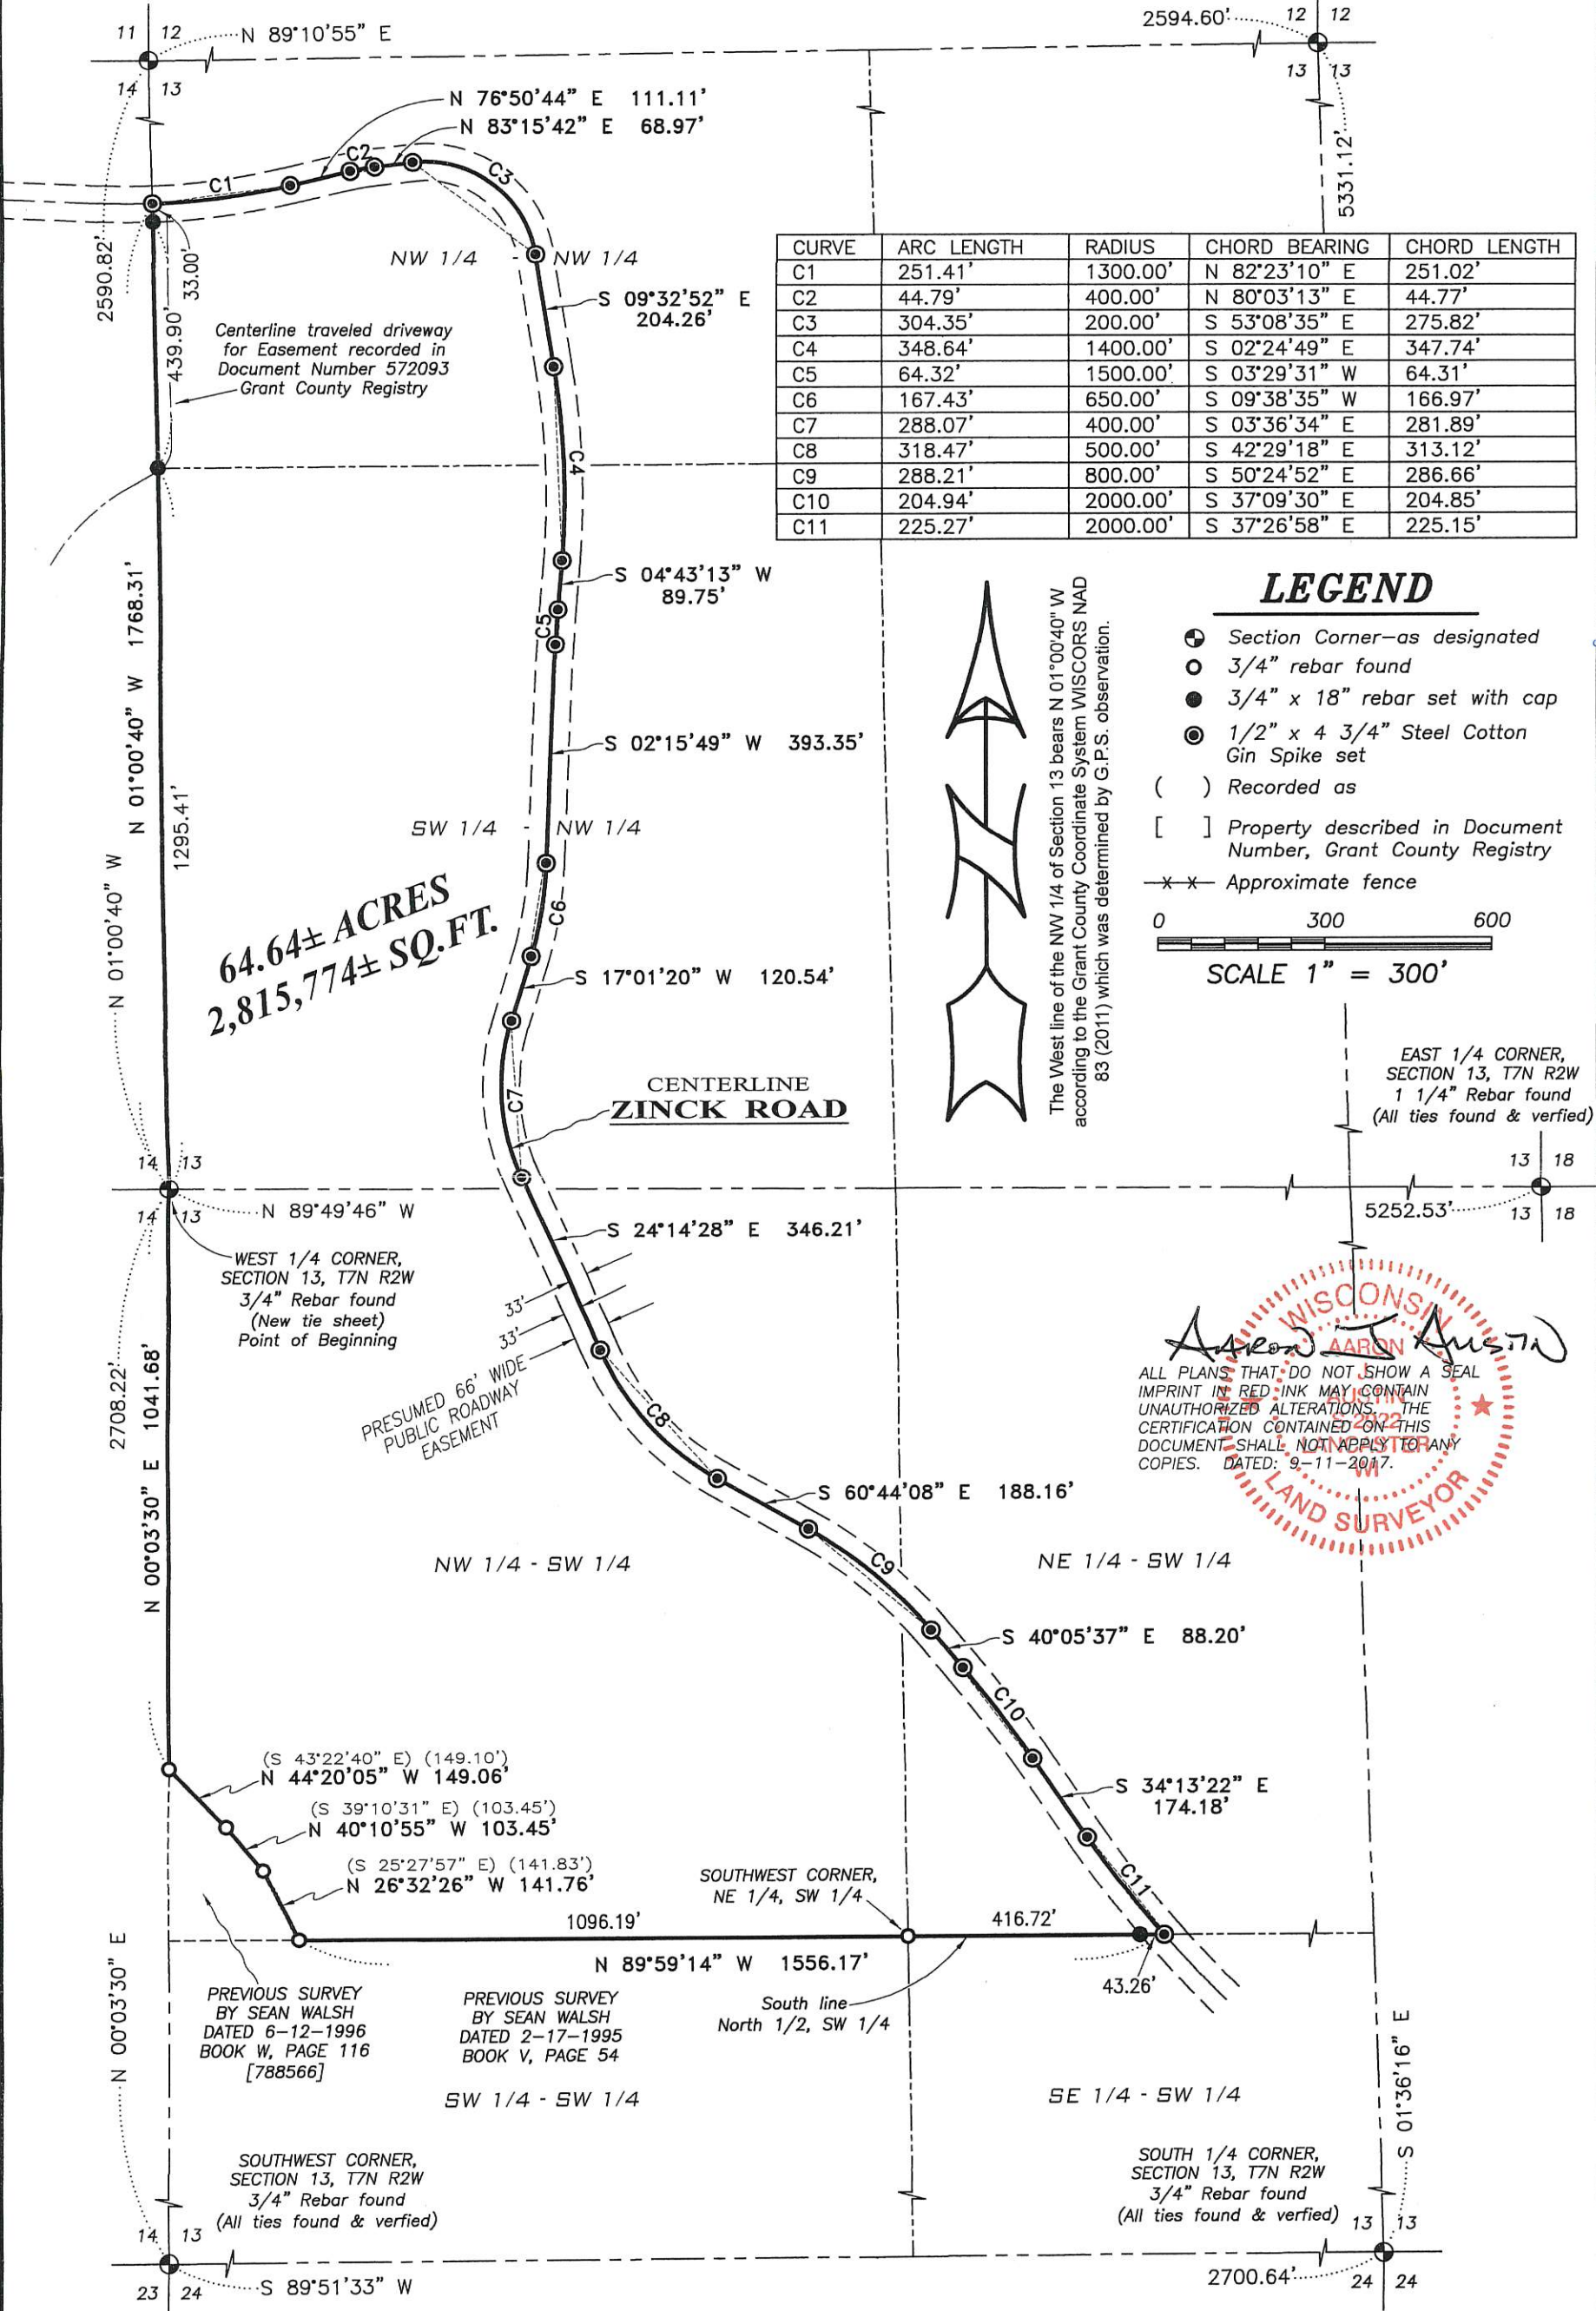 11 12
N 89°10'55" E
2594.60'
12 12
14 13
13 13
N 76°50'44" E 111.11'
N 83°15'42" E 68.97'
5331.12'
C1
C2
C3
2590.82'
33.00'
439.90'
NW 1/4 - NW 1/4
S 09°32'52" E
204.26'
Centerline traveled driveway
for Easement recorded in
Document Number 572093
Grant County Registry
CURVE ARC LENGTH RADIUS CHORD BEARING CHORD LENGTH
C1 251.41' 1300.00' N 82°23'10" E 251.02'
C2 44.79' 400.00' N 80°03'13" E 44.77'
C3 304.35' 200.00' S 53°08'35" E 275.82'
C4 348.64' 1400.00' S 02°24'49" E 347.74'
C5 64.32' 1500.00' S 03°29'31" W 64.31'
C6 167.43' 650.00' S 09°38'35" W 166.97'
C7 288.07' 400.00' S 03°36'34" E 281.89'
C8 318.47' 500.00' S 42°29'18" E 313.12'
C9 288.21' 800.00' S 50°24'52" E 286.66'
C10 204.94' 2000.00' S 37°09'30" E 204.85'
C11 225.27' 2000.00' S 37°26'58" E 225.15'
C4
S 04°43'13" W
89.75'
C5
N 01°00'40" W 1768.31'
1295.41'
N 01°00'40" W
S 02°15'49" W 393.35'
SW 1/4 - NW 1/4
64.64± ACRES
2,815,774± SQ.FT.
C6
S 17°01'20" W 120.54'
C7
CENTERLINE
ZINCK ROAD
The West line of the NW 1/4 of Section 13 bears N 01°00'40" W
according to the Grant County Coordinate System WISCORS NAD
83 (2011) which was determined by G.P.S. observation.
LEGEND
Section Corner-as designated
3/4" rebar found
3/4" x 18" rebar set with cap
1/2" x 4 3/4" Steel Cotton
Gin Spike set
( ) Recorded as
[ ] Property described in Document
Number, Grant County Registry
x x Approximate fence
0 300 600
SCALE 1" = 300'
EAST 1/4 CORNER,
SECTION 13, T7N R2W
1 1/4" Rebar found
(All ties found & verfied)
13 18
5252.53'
13 18
14 13
14 13
N 89°49'46" W
WEST 1/4 CORNER,
SECTION 13, T7N R2W
3/4" Rebar found
(New tie sheet)
Point of Beginning
S 24°14'28" E 346.21'
33'
33'
PRESUMED 66' WIDE
PUBLIC ROADWAY
EASEMENT
2708.22'
N 00°03'30" E 1041.68'
C8
WISCONSIN
AARON
J.
AUSTIN
S-2922
LANCASTER
WI
LAND SURVEYOR
Aaron J Austin
ALL PLANS THAT DO NOT SHOW A SEAL
IMPRINT IN RED INK MAY CONTAIN
UNAUTHORIZED ALTERATIONS. THE
CERTIFICATION CONTAINED ON THIS
DOCUMENT SHALL NOT APPLY TO ANY
COPIES. DATED: 9-11-2017.
S 60°44'08" E 188.16'
NW 1/4 - SW 1/4
C9
NE 1/4 - SW 1/4
S 40°05'37" E 88.20'
C10
(S 43°22'40" E) (149.10')
N 44°20'05" W 149.06'
(S 39°10'31" E) (103.45')
N 40°10'55" W 103.45'
(S 25°27'57" E) (141.83')
N 26°32'26" W 141.76'
S 34°13'22" E
174.18'
C11
SOUTHWEST CORNER,
NE 1/4, SW 1/4
1096.19'
416.72'
N 89°59'14" W 1556.17'
43.26'
N 00°03'30" E
PREVIOUS SURVEY
BY SEAN WALSH
DATED 6-12-1996
BOOK W, PAGE 116
[788566]
PREVIOUS SURVEY
BY SEAN WALSH
DATED 2-17-1995
BOOK V, PAGE 54
South line
North 1/2, SW 1/4
SW 1/4 - SW 1/4
SE 1/4 - SW 1/4
S 01°36'16" E
SOUTHWEST CORNER,
SECTION 13, T7N R2W
3/4" Rebar found
(All ties found & verfied)
SOUTH 1/4 CORNER,
SECTION 13, T7N R2W
3/4" Rebar found
(All ties found & verfied)
14 13
13 13
23 24
S 89°51'33" W
2700.64'
24 24